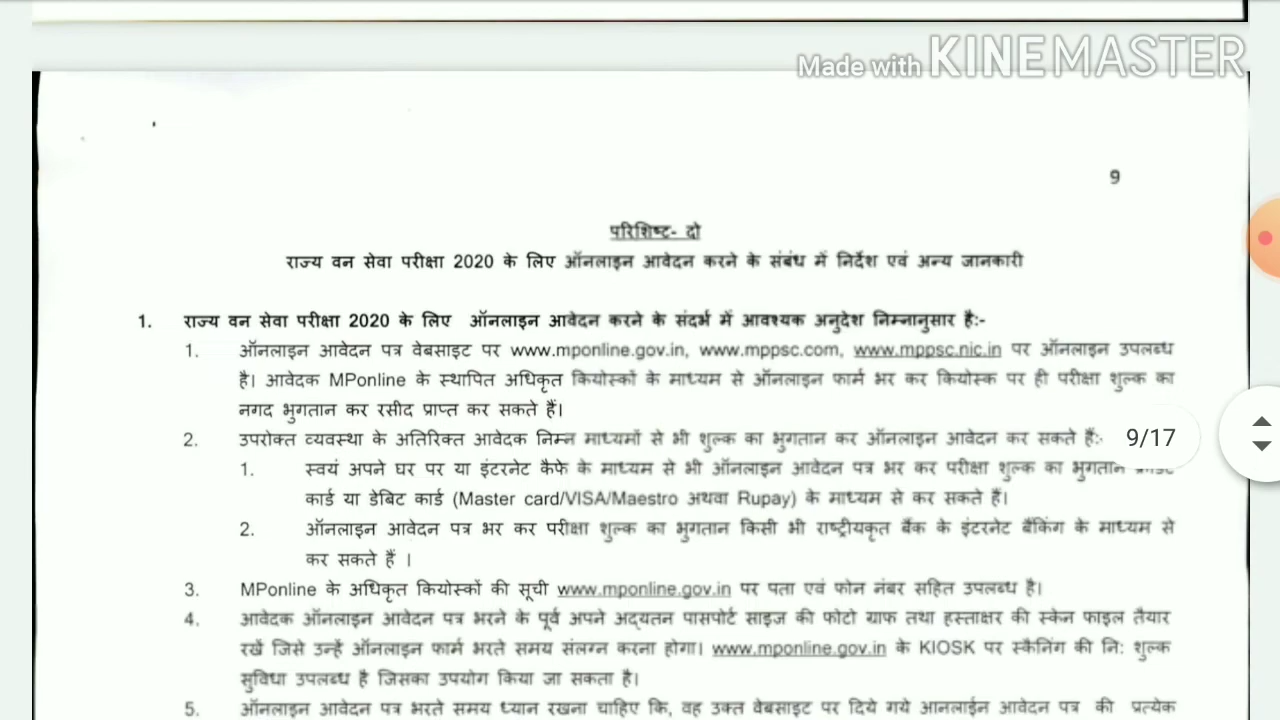 Made with KINEMASTER
9
परिशिष्ट- दो
राज्य वन सेवा परीक्षा 2020 के लिए ऑनलाइन आवेदन करने के संबंध में निर्देश एवं अन्य जानकारी
1. राज्य वन सेवा परीक्षा 2020 के लिए ऑनलाइन आवेदन करने के संदर्भ में आवश्यक अनुदेश निम्नानुसार है:-
1. ऑनलाइन आवेदन पत्र वेबसाइट पर www.mponline.gov.in, www.mppsc.com, www.mppsc.nic.in पर ऑनलाइन उपलब्ध
है। आवेदक MPonline के स्थापित अधिकृत कियोस्कों के माध्यम से ऑनलाइन फार्म भर कर कियोस्क पर ही परीक्षा शुल्क का
नगद भुगतान कर रसीद प्राप्त कर सकते हैं।
2. उपरोक्त व्यवस्था के अतिरिक्त आवेदक निम्न माध्यमों से भी शुल्क का भुगतान कर ऑनलाइन आवेदन कर सकते हैं:-
9/17
1. स्वयं अपने घर पर या इंटरनेट कैफे के माध्यम से भी ऑनलाइन आवेदन पत्र भर कर परीक्षा शुल्क का भुगतान
कार्ड या डेबिट कार्ड (Master card/VISA/Maestro अथवा Rupay) के माध्यम से कर सकते हैं।
2. ऑनलाइन आवेदन पत्र भर कर परीक्षा शुल्क का भुगतान किसी भी राष्ट्रीयकृत बैंक के इंटरनेट बैंकिंग के माध्यम से
कर सकते हैं ।
3. MPonline के अधिकृत कियोस्कों की सूची www.mponline.gov.in पर पता एवं फोन नंबर सहित उपलब्ध है।
4. आवेदक ऑनलाइन आवेदन पत्र भरने के पूर्व अपने अद्यतन पासपोर्ट साइज की फोटो ग्राफ तथा हस्ताक्षर की स्केन फाइल तैयार
रखें जिसे उन्हें ऑनलाइन फार्म भरते समय संलग्न करना होगा। www.mponline.gov.in के KIOSK पर स्कैनिंग की नि: शुल्क
सुविधा उपलब्ध है जिसका उपयोग किया जा सकता है।
5. ऑनलाइन आवेदन पत्र भरते समय ध्यान रखना चाहिए कि, वह उक्त वेबसाइट पर दिये गये आनलाईन आवेदन पत्र की प्रत्येक